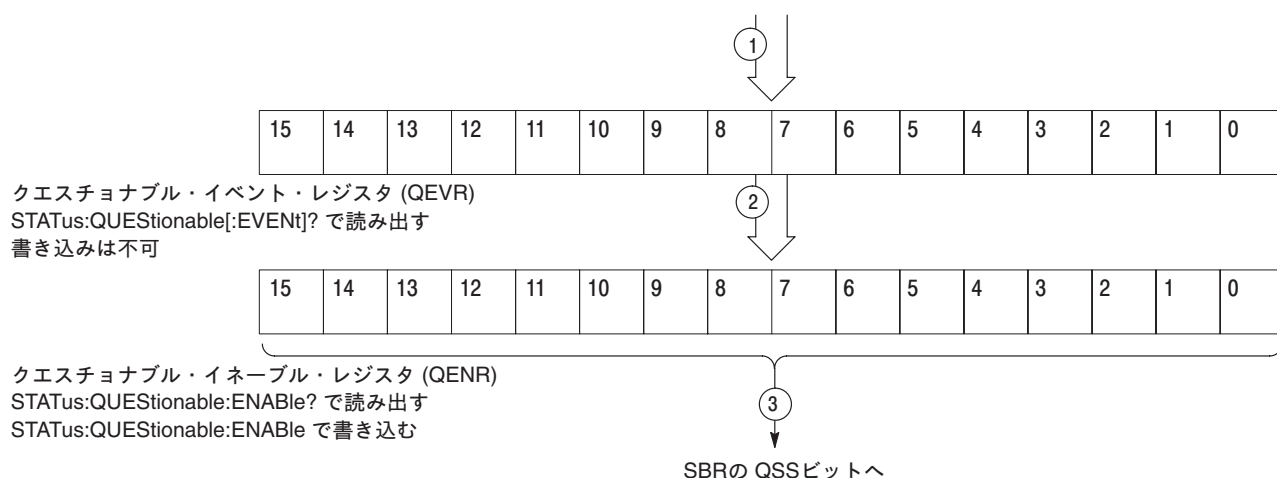 1
15 14 13 12 11 10 9 8 7 6 5 4 3 2 1 0
クエスチョナブル・イベント・レジスタ (QEVR)
STATus:QUEStionable[:EVENt]? で読み出す
書き込みは不可
2
15 14 13 12 11 10 9 8 7 6 5 4 3 2 1 0
クエスチョナブル・イネーブル・レジスタ (QENR)
STATus:QUEStionable:ENABle? で読み出す
STATus:QUEStionable:ENABle で書き込む
3
SBRの QSSビットへ